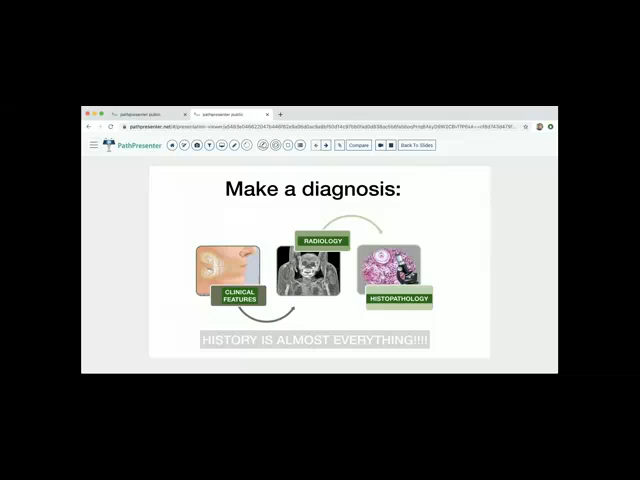 pathpresenter public
pathpresenter public
PathPresenter
Compare
Back To Slides
Make a diagnosis:
RADIOLOGY
CLINICAL
FEATURES
HISTOPATHOLOGY
HISTORY IS ALMOST EVERYTHING!!!!